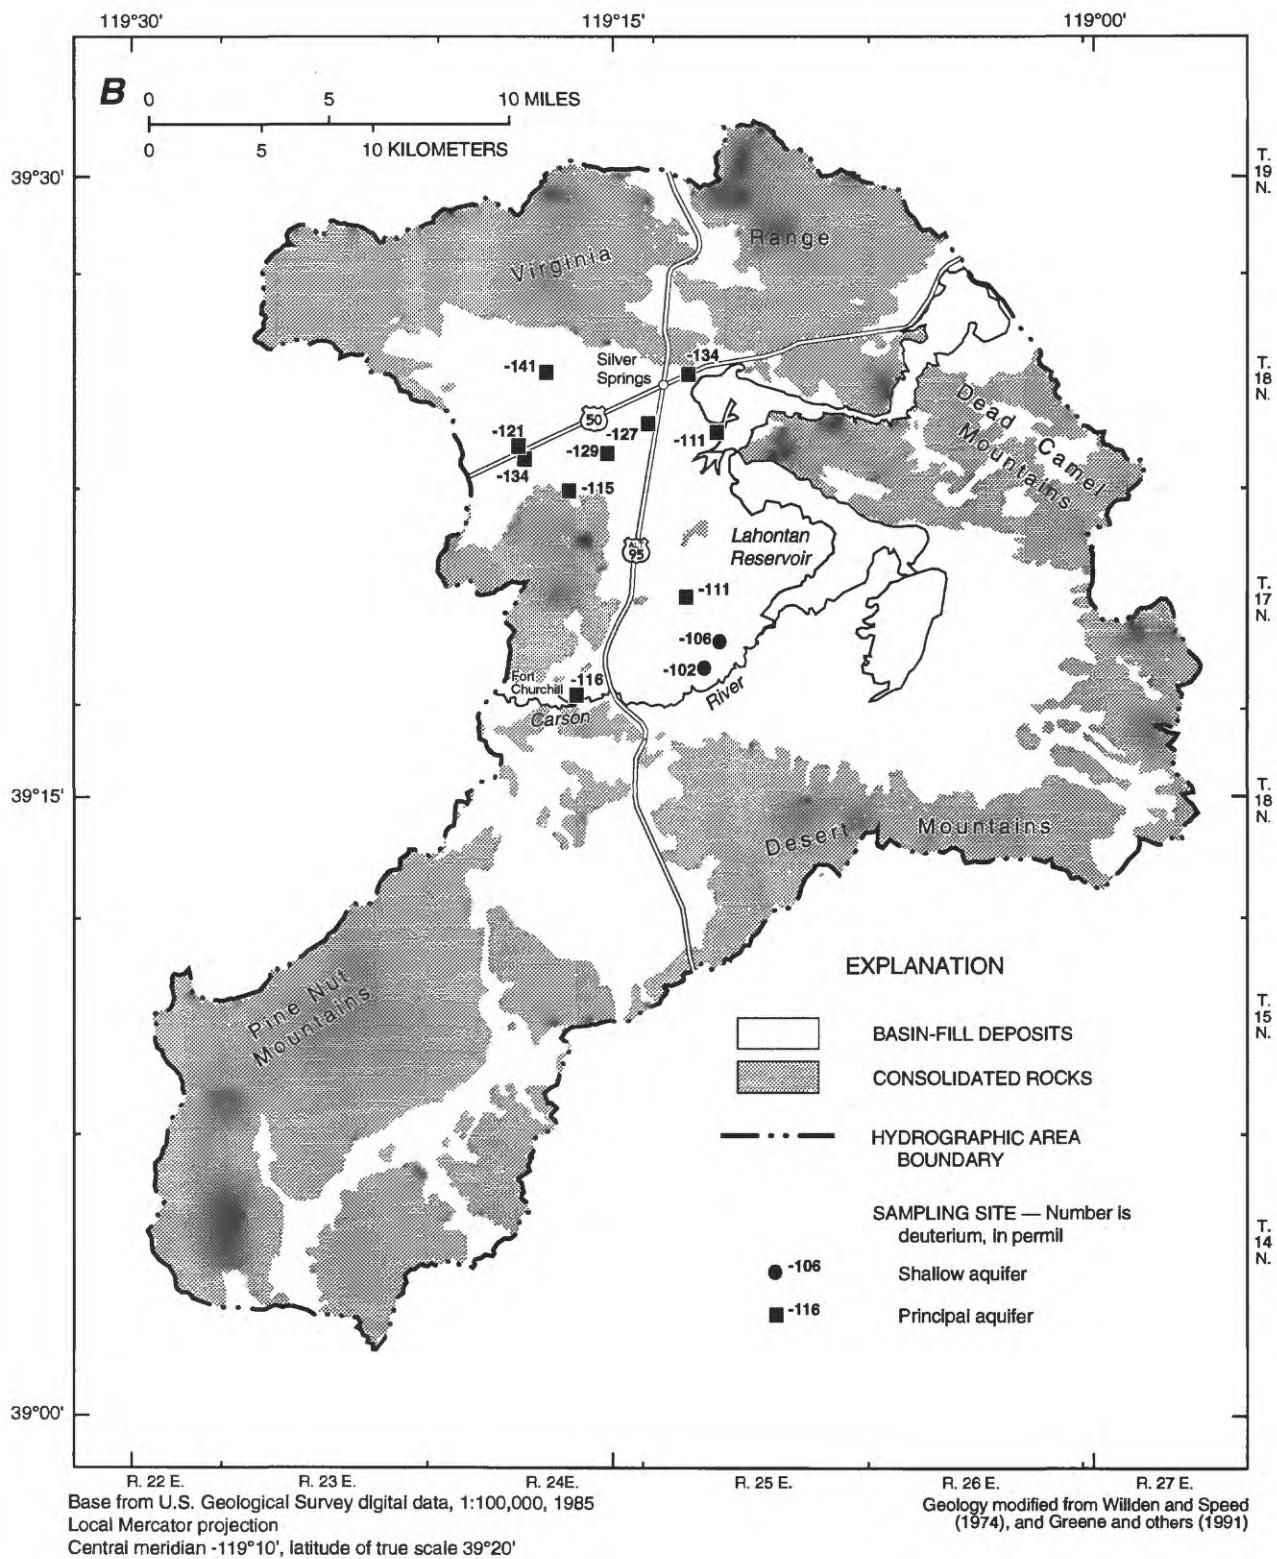 119°30' 119°15' 119°00'
B 0 5 10 MILES
0 5 10 KILOMETERS
39°30'
T.
19
N.
Virginia
Range
-141
Silver
Springs
-134
T.
18
N.
50
-121
-127
-111
-129
-134
-115
Dead Camel
Mountains
ALT
95
Lahontan
Reservoir
-111
T.
17
N.
-106
-102
Fort
Churchill
-116
River
Carson
39°15'
T.
18
N.
Desert Mountains
Pine Nut
Mountains
EXPLANATION
BASIN-FILL DEPOSITS
CONSOLIDATED ROCKS
T.
15
N.
HYDROGRAPHIC AREA
BOUNDARY
SAMPLING SITE — Number is
deuterium, in permil
-106 Shallow aquifer
-116 Principal aquifer
T.
14
N.
39°00'
R. 22 E. R. 23 E. R. 24E. R. 25 E. R. 26 E. R. 27 E.
Base from U.S. Geological Survey digital data, 1:100,000, 1985
Local Mercator projection
Central meridian -119°10', latitude of true scale 39°20'
Geology modified from Willden and Speed
(1974), and Greene and others (1991)